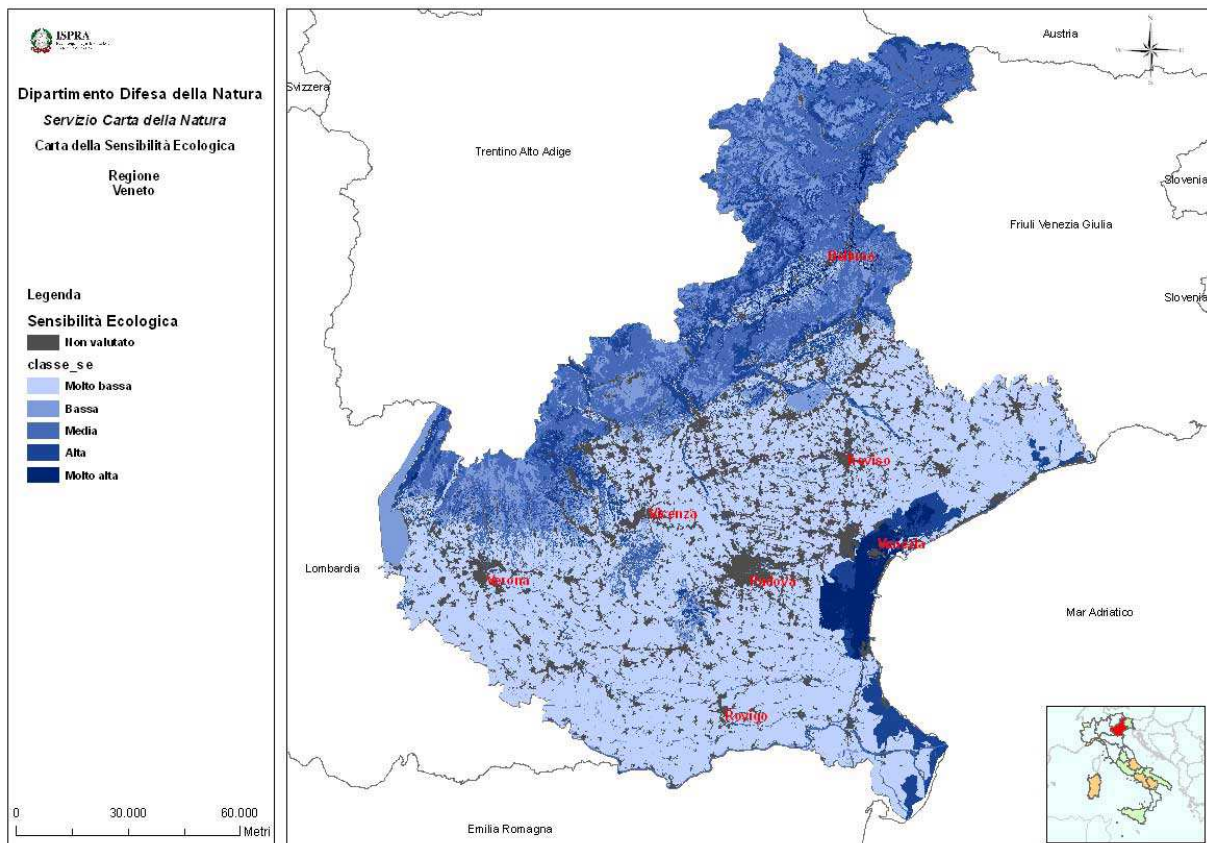 ISPRA
Dipartimento Difesa della Natura
Servizio Carta della Natura
Carta della Sensibilità Ecologica
Regione
Veneto
Legenda
Sensibilità Ecologica
Non valutato
classe_se
Molto bassa
Bassa
Media
Alta
Molto alta
0 30.000 60.000
Metri
Austria
N
W E
S
Svizzera
Trentino Alto Adige
Slovenia
Friuli Venezia Giulia
Belluno
Slovenia
Treviso
Vicenza
Venezia
Lombardia
Verona
Padova
Mar Adriatico
Rovigo
Emilia Romagna